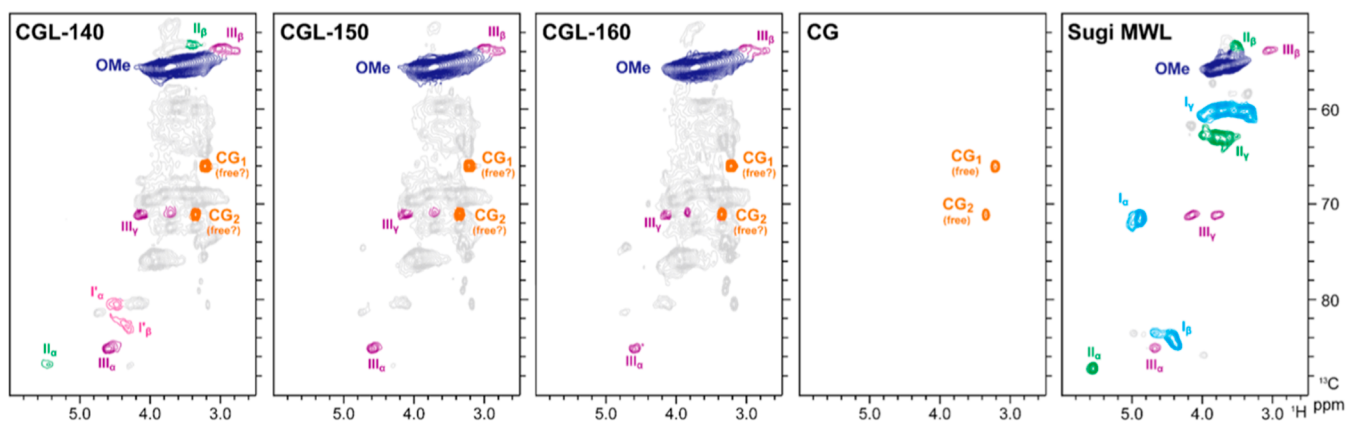 CGL-140
IIβ
IIIβ
OMe
CG1
(free?)
CG2
(free?)
IIIγ
I'α
I'β
IIα
IIIα
5.0 4.0 3.0
CGL-150
IIIβ
OMe
CG1
(free?)
CG2
(free?)
IIIγ
IIIα
5.0 4.0 3.0
CGL-160
IIIβ
OMe
CG1
(free?)
CG2
(free?)
IIIγ
IIIα
5.0 4.0 3.0
CG
CG1
(free)
CG2
(free)
5.0 4.0 3.0
Sugi MWL
IIβ
IIIβ
OMe
Iγ
IIγ
Iα
IIIγ
Iβ
IIα
IIIα
5.0 4.0 3.0 ¹H
60
70
80
¹³C
ppm